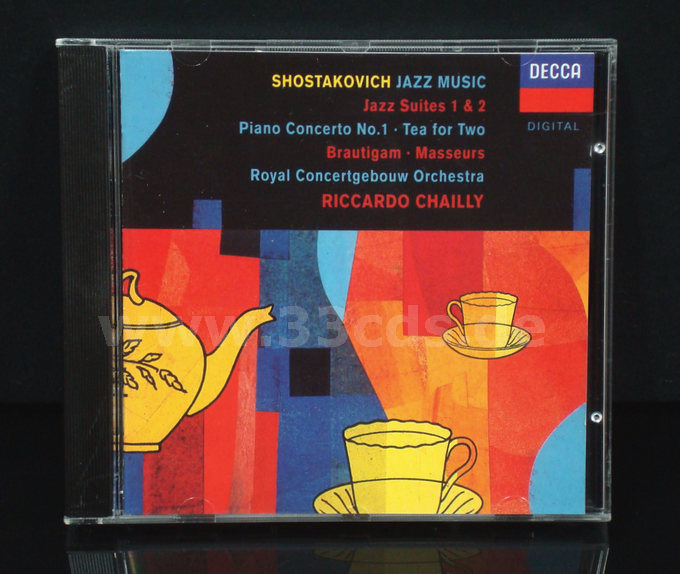 SHOSTAKOVICH JAZZ MUSIC
Jazz Suites 1 & 2
Piano Concerto No.1 · Tea for Two
Brautigam · Masseurs
Royal Concertgebouw Orchestra
RICCARDO CHAILLY
DECCA
DIGITAL
www.33cds.de